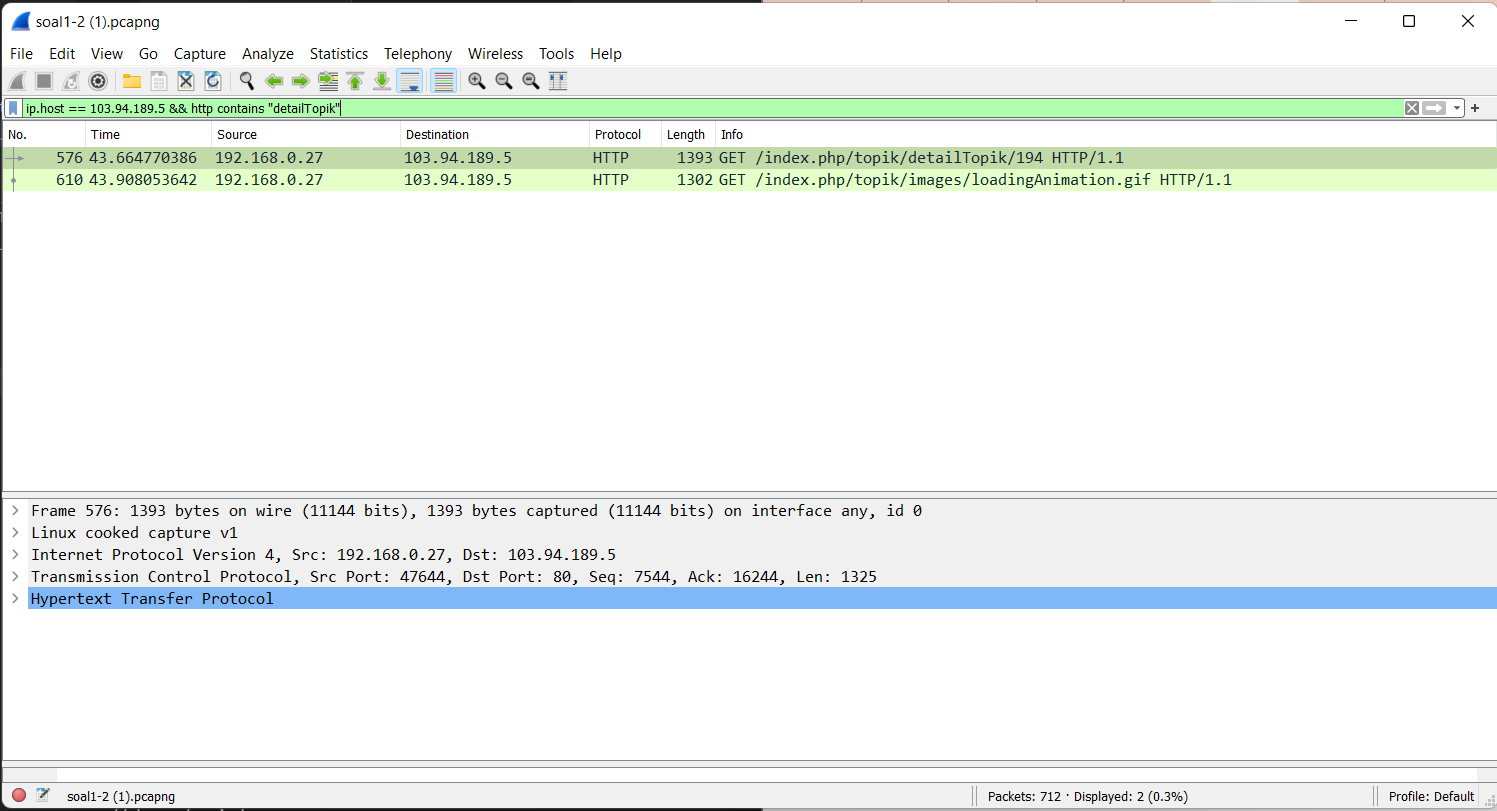 soal1-2 (1).pcapng
File Edit View Go Capture Analyze Statistics Telephony Wireless Tools Help
ip.host == 103.94.189.5 && http contains "detailTopik"
No. Time Source Destination Protocol Length Info
576 43.664770386 192.168.0.27 103.94.189.5 HTTP 1393 GET /index.php/topik/detailTopik/194 HTTP/1.1
610 43.908053642 192.168.0.27 103.94.189.5 HTTP 1302 GET /index.php/topik/images/loadingAnimation.gif HTTP/1.1
Frame 576: 1393 bytes on wire (11144 bits), 1393 bytes captured (11144 bits) on interface any, id 0
Linux cooked capture v1
Internet Protocol Version 4, Src: 192.168.0.27, Dst: 103.94.189.5
Transmission Control Protocol, Src Port: 47644, Dst Port: 80, Seq: 7544, Ack: 16244, Len: 1325
Hypertext Transfer Protocol
soal1-2 (1).pcapng Packets: 712 · Displayed: 2 (0.3%) Profile: Default